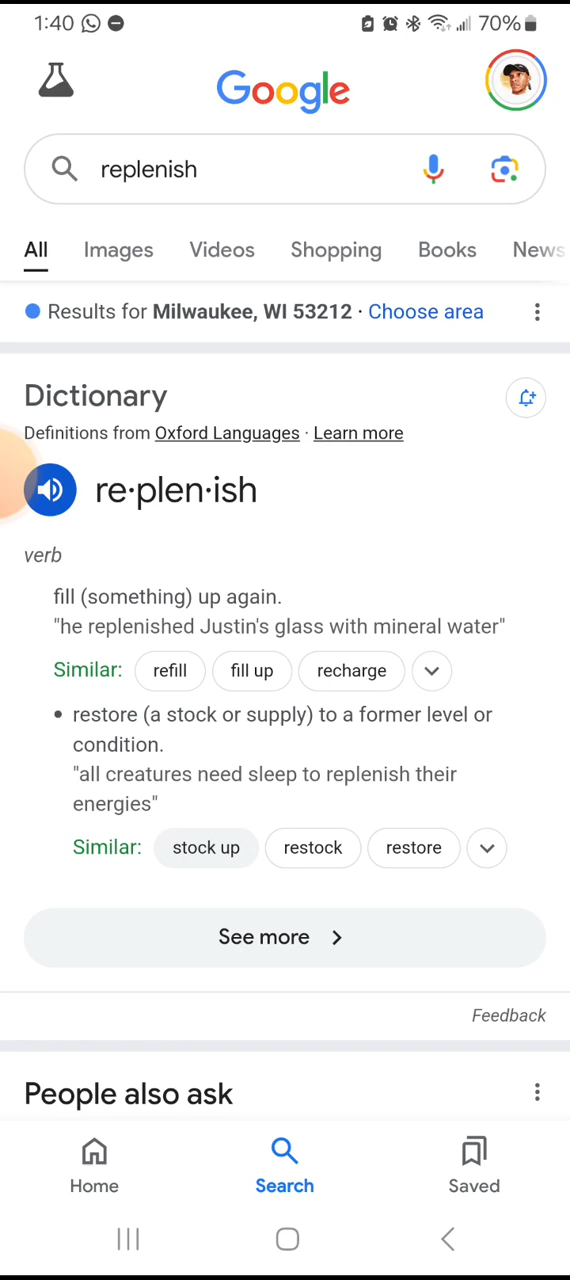 1:40 70%
Google
replenish
All Images Videos Shopping Books News
Results for Milwaukee, WI 53212 · Choose area
Dictionary
Definitions from Oxford Languages · Learn more
re·plen·ish
verb
fill (something) up again.
"he replenished Justin's glass with mineral water"
Similar: refill fill up recharge
• restore (a stock or supply) to a former level or
condition.
"all creatures need sleep to replenish their
energies"
Similar: stock up restock restore
See more
Feedback
People also ask
Home Search Saved